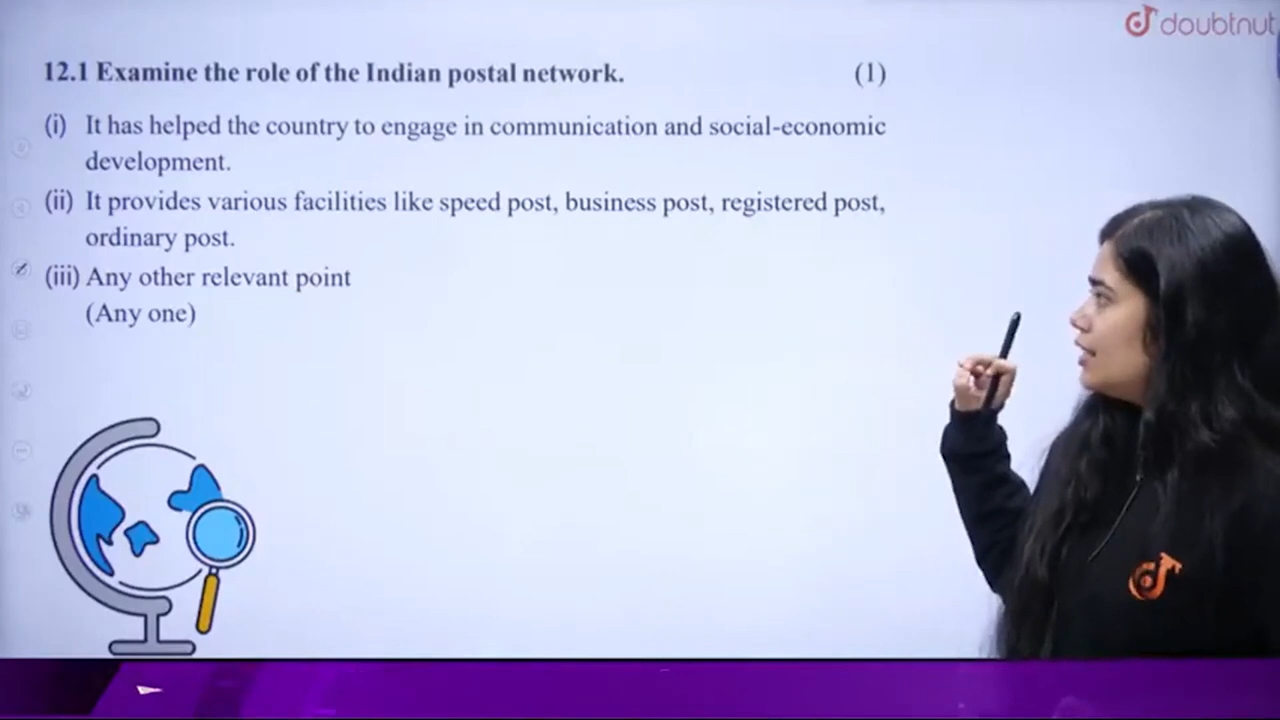 doubtnut
12.1 Examine the role of the Indian postal network. (1)
(i) It has helped the country to engage in communication and social-economic
development.
(ii) It provides various facilities like speed post, business post, registered post,
ordinary post.
(iii) Any other relevant point
(Any one)